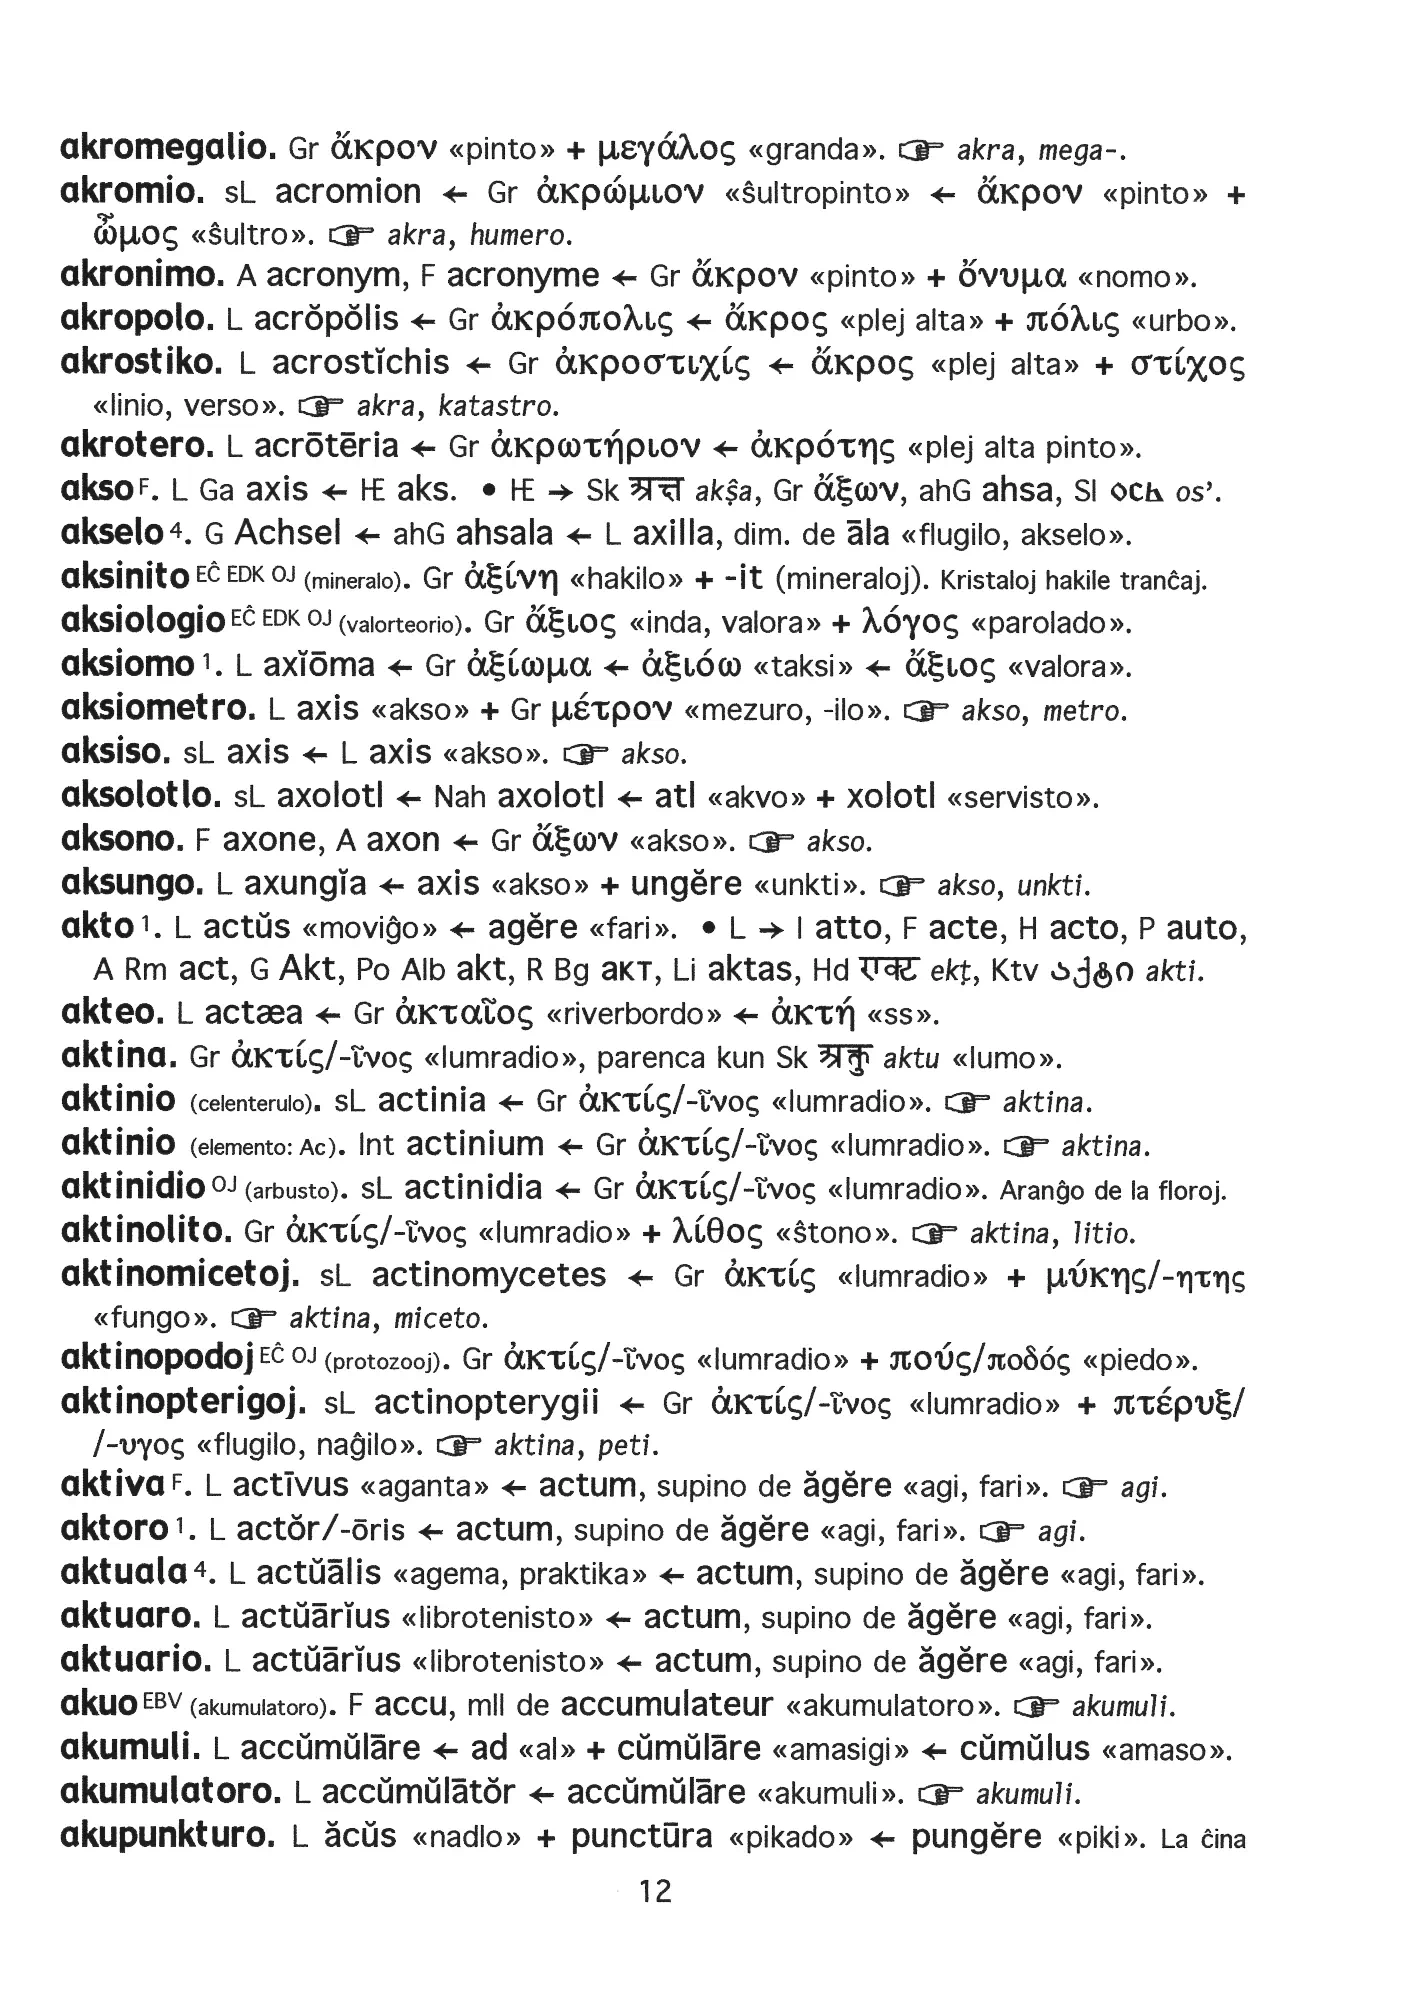 akromegalio. Gr ἄκρον «pinto» + μεγάλος «granda». ☞ akra, mega-.
akromio. sL acromion ← Gr ἀκρώμιον «ŝultropinto» ← ἄκρον «pinto» +
ὦμος «ŝultro». ☞ akra, humero.
akronimo. A acronym, F acronyme ← Gr ἄκρον «pinto» + ὄνυμα «nomo».
akropolo. L acrŏpŏlis ← Gr ἀκρόπολις ← ἄκρος «plej alta» + πόλις «urbo».
akrostiko. L acrostĭchis ← Gr ἀκροστιχίς ← ἄκρος «plej alta» + στίχος
«linio, verso». ☞ akra, katastro.
akrotero. L acrōtēria ← Gr ἀκρωτήριον ← ἀκρότης «plej alta pinto».
akso F. L Ga axis ← IE aks. • IE → Sk अक्ष akṣa, Gr ἄξων, ahG ahsa, Sl ось os’.
akselo 4. G Achsel ← ahG ahsala ← L axilla, dim. de āla «flugilo, akselo».
aksinito EĈ EDK OJ (mineralo). Gr ἀξίνη «hakilo» + -it (mineraloj). Kristaloj hakile tranĉaj.
aksiologio EĈ EDK OJ (valorteorio). Gr ἄξιος «inda, valora» + λόγος «parolado».
aksiomo 1. L axĭōma ← Gr ἀξίωμα ← ἀξιόω «taksi» ← ἄξιος «valora».
aksiometro. L axis «akso» + Gr μέτρον «mezuro, -ilo». ☞ akso, metro.
aksiso. sL axis ← L axis «akso». ☞ akso.
aksolotlo. sL axolotl ← Nah axolotl ← atl «akvo» + xolotl «servisto».
aksono. F axone, A axon ← Gr ἄξων «akso». ☞ akso.
aksungo. L axungĭa ← axis «akso» + ungĕre «unkti». ☞ akso, unkti.
akto 1. L actŭs «moviĝo» ← agĕre «fari». • L → I atto, F acte, H acto, P auto,
A Rm act, G Akt, Po Alb akt, R Bg акт, Li aktas, Hd एक्ट ekṭ, Ktv აქტი akti.
akteo. L actæa ← Gr ἀκταῖος «riverbordo» ← ἀκτή «ss».
aktina. Gr ἀκτίς/-ῖνος «lumradio», parenca kun Sk अक्तु aktu «lumo».
aktinio (celenterulo). sL actinia ← Gr ἀκτίς/-ῖνος «lumradio». ☞ aktina.
aktinio (elemento: Ac). Int actinium ← Gr ἀκτίς/-ῖνος «lumradio». ☞ aktina.
aktinidio OJ (arbusto). sL actinidia ← Gr ἀκτίς/-ῖνος «lumradio». Aranĝo de la floroj.
aktinolito. Gr ἀκτίς/-ῖνος «lumradio» + λίθος «ŝtono». ☞ aktina, litio.
aktinomicetoj. sL actinomycetes ← Gr ἀκτίς «lumradio» + μύκης/-ητης
«fungo». ☞ aktina, miceto.
aktinopodoj EĈ OJ (protozooj). Gr ἀκτίς/-ῖνος «lumradio» + πούς/ποδός «piedo».
aktinopterigoj. sL actinopterygii ← Gr ἀκτίς/-ῖνος «lumradio» + πτέρυξ/
/-υγος «flugilo, naĝilo». ☞ aktina, peti.
aktiva F. L actīvus «aganta» ← actum, supino de ăgĕre «agi, fari». ☞ agi.
aktoro 1. L actŏr/-ōris ← actum, supino de ăgĕre «agi, fari». ☞ agi.
aktuala 4. L actŭālis «agema, praktika» ← actum, supino de ăgĕre «agi, fari».
aktuaro. L actŭārĭus «librotenisto» ← actum, supino de ăgĕre «agi, fari».
aktuario. L actŭārĭus «librotenisto» ← actum, supino de ăgĕre «agi, fari».
akuo EBV (akumulatoro). F accu, mll de accumulateur «akumulatoro». ☞ akumuli.
akumuli. L accŭmŭlāre ← ad «al» + cŭmŭlāre «amasigi» ← cŭmŭlus «amaso».
akumulatoro. L accŭmŭlātŏr ← accŭmŭlāre «akumuli». ☞ akumuli.
akupunkturo. L ăcŭs «nadlo» + punctūra «pikado» ← pungĕre «piki». La ĉina
12